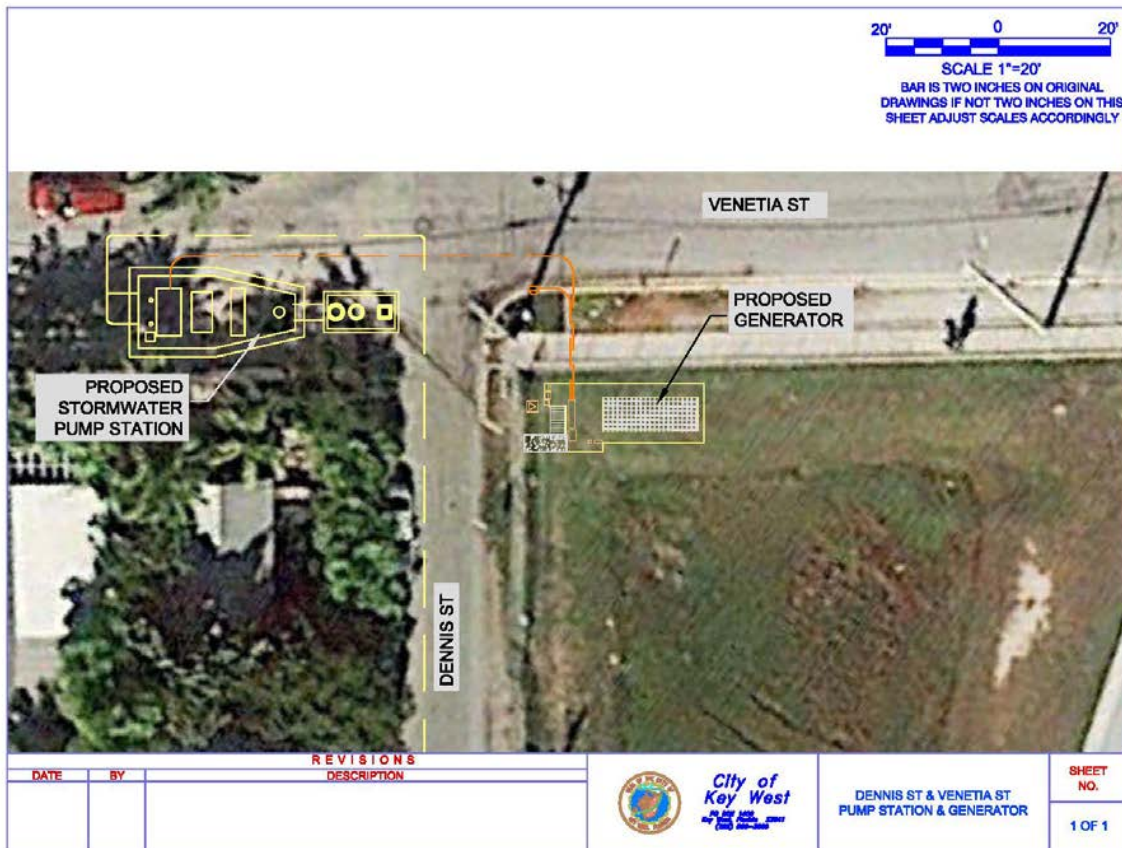 20' 0 20'
SCALE 1"=20'
BAR IS TWO INCHES ON ORIGINAL
DRAWINGS IF NOT TWO INCHES ON THIS
SHEET ADJUST SCALES ACCORDINGLY
VENETIA ST
PROPOSED
GENERATOR
PROPOSED
STORMWATER
PUMP STATION
DENNIS ST
REVISIONS
DATE BY DESCRIPTION
City of
Key West
DENNIS ST & VENETIA ST
PUMP STATION & GENERATOR
SHEET
NO.
1 OF 1